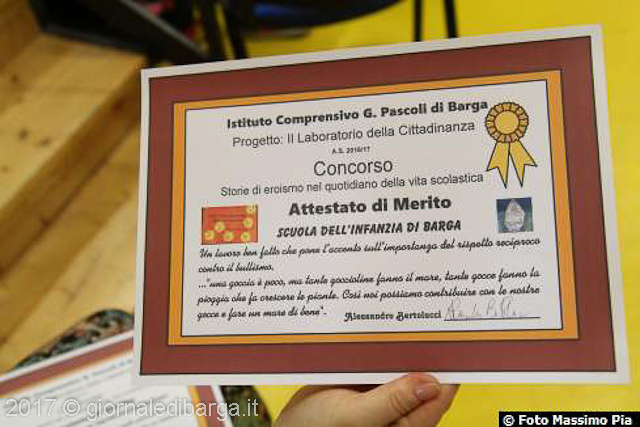 Istituto Comprensivo G. Pascoli di Barga
Progetto: Il Laboratorio della Cittadinanza
A.S. 2016/17
Concorso
Storie di eroismo nel quotidiano della vita scolastica
Attestato di Merito
SCUOLA DELL'INFANZIA DI BARGA
Un lavoro ben fatto che pone l'accento sull'importanza del rispetto reciproco
contro il bullismo.
..."una goccia è poco, ma tante goccioline fanno il mare, tante gocce fanno la
pioggia che fa crescere le piante. Così noi possiamo contribuire con le nostre
gocce e fare un mare di bene".
Alessandro Bertolucci
2017 © giornaledibarga.it
© Foto Massimo Pia